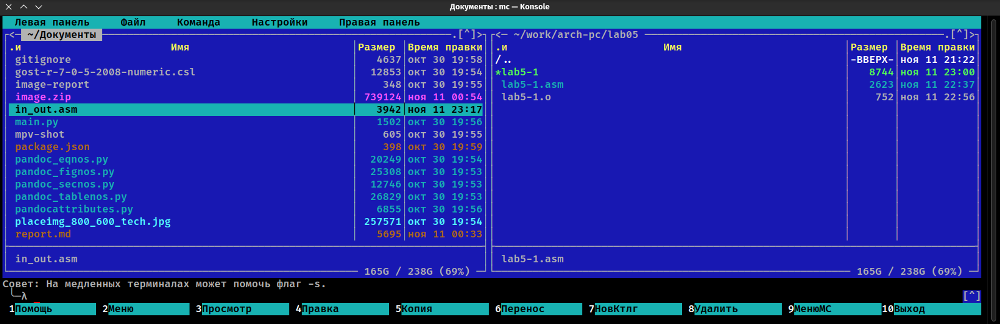 Документы : mc — Konsole
Левая панель Файл Команда Настройки Правая панель
<— ~/Документы .[^]> <— ~/work/arch-pc/lab05 .[^]>
.и Имя Размер Время правки .и Имя Размер Время правки
gitignore 4637 окт 30 19:58 /.. -ВВЕРХ- ноя 11 21:22
gost-r-7-0-5-2008-numeric.csl 12853 окт 30 19:54 *lab5-1 8744 ноя 11 23:00
image-report 348 окт 30 19:55 lab5-1.asm 2623 ноя 11 22:37
image.zip 739124 ноя 11 00:54 lab5-1.o 752 ноя 11 22:56
in_out.asm 3942 ноя 11 23:17
main.py 1502 окт 30 19:56
mpv-shot 605 окт 30 19:55
package.json 398 окт 30 19:59
pandoc_eqnos.py 20249 окт 30 19:54
pandoc_fignos.py 25308 окт 30 19:53
pandoc_secnos.py 12746 окт 30 19:53
pandoc_tablenos.py 26829 окт 30 19:53
pandocattributes.py 6855 окт 30 19:56
placeimg_800_600_tech.jpg 257571 окт 30 19:54
report.md 5695 ноя 11 00:33
in_out.asm lab5-1.asm
165G / 238G (69%) 165G / 238G (69%)
Совет: На медленных терминалах может помочь флаг -s.
╰─λ _ [^]
1Помощь 2Меню 3Просмотр 4Правка 5Копия 6Перенос 7НовКтлг 8Удалить 9МенюMC 10Выход